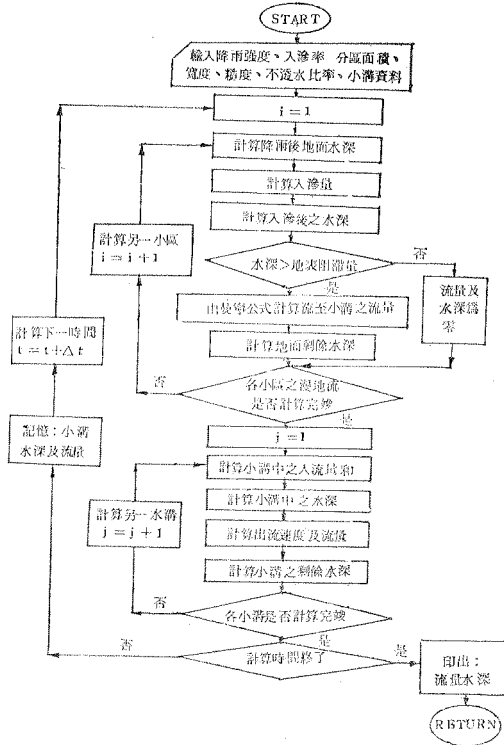 START
輸入降雨强度、入滲率 分區面積、
寬度、糙度、不透水比率、小溝資料
i = 1
計算降雨後地面水深
計算入滲量
計算入滲後之水深
計算另一小區
i = i + 1
水深>地表阻滯量
否
是
流量及
水深為
零
由曼寧公式計算流至小溝之流量
計算地面剩餘水深
計算下一時間
t = t + Δt
否
各小區之漫地流
是否計算完竣
是
j = 1
記憶：小溝
水深及流量
計算小溝中之入流總和
計算小溝中之水深
計算另一水溝
j = j + 1
計算出流速度及流量
計算小溝之剩餘水深
否
各小溝是否計算完竣
否
是
計算時間終了
是
印出：
流量水深
RETURN